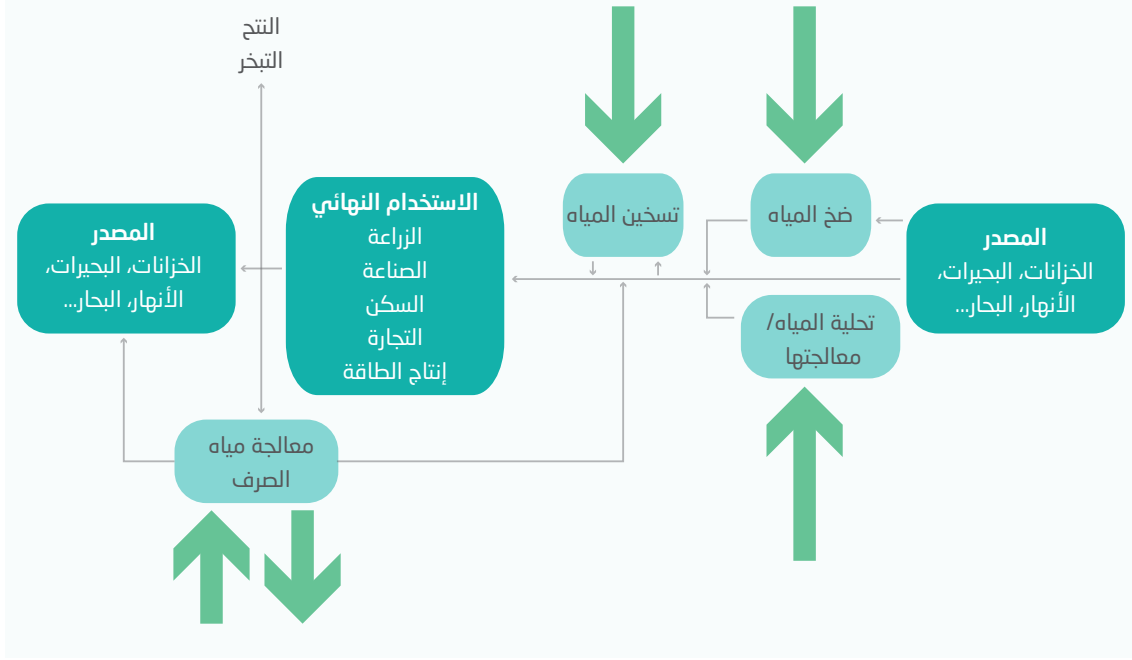 النتح
التبخر
المصدر
الخزانات، البحيرات،
الأنهار، البحار...
ضخ المياه
تسخين المياه
تحلية المياه/
معالجتها
الاستخدام النهائي
الزراعة
الصناعة
السكن
التجارة
إنتاج الطاقة
المصدر
الخزانات، البحيرات،
الأنهار، البحار...
معالجة مياه
الصرف